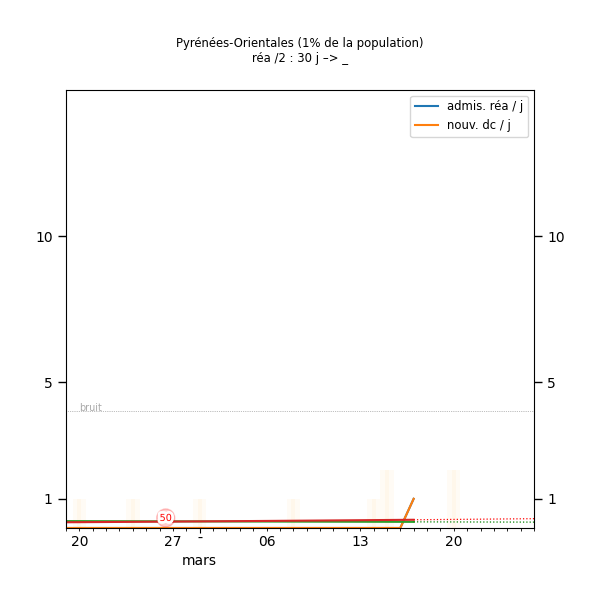 Pyrénées-Orientales (1% de la population)
réa /2 : 30 j –> _
admis. réa / j
nouv. dc / j
10
10
5
5
bruit
1
1
50
20
27
-
06
13
20
mars